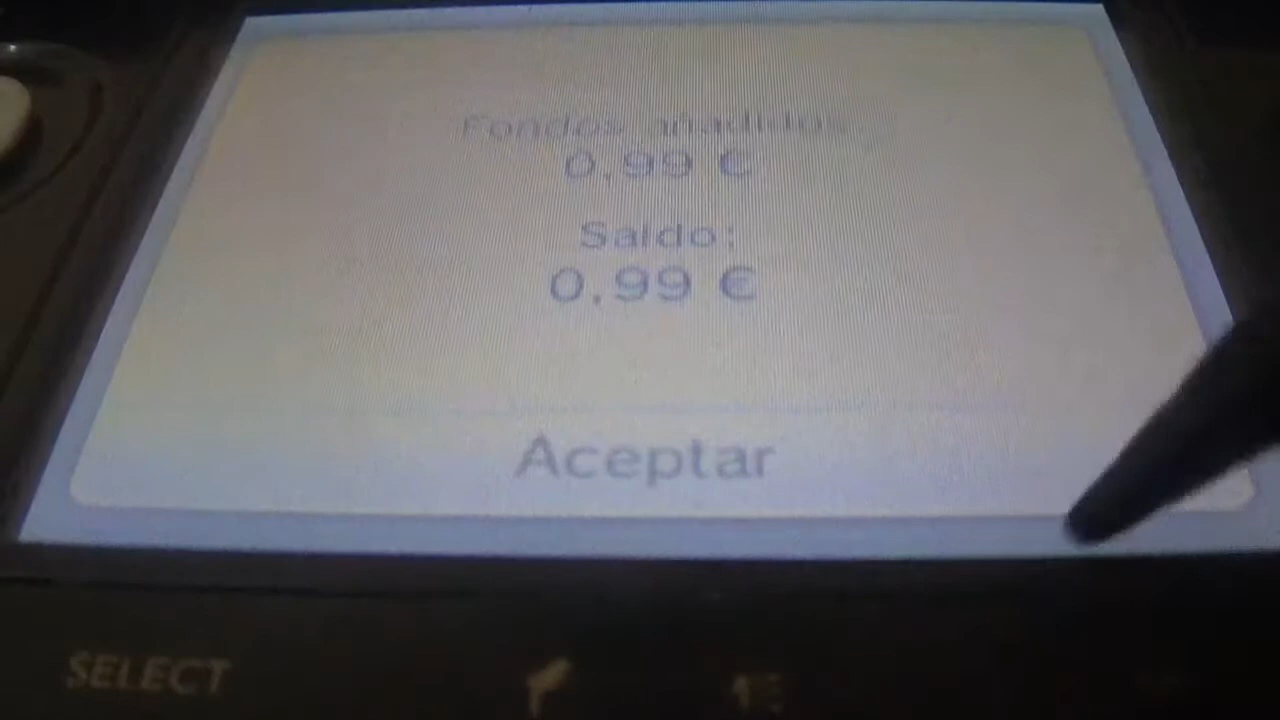 Fondos añadidos:
0,99 €
Saldo:
0,99 €
Aceptar
SELECT